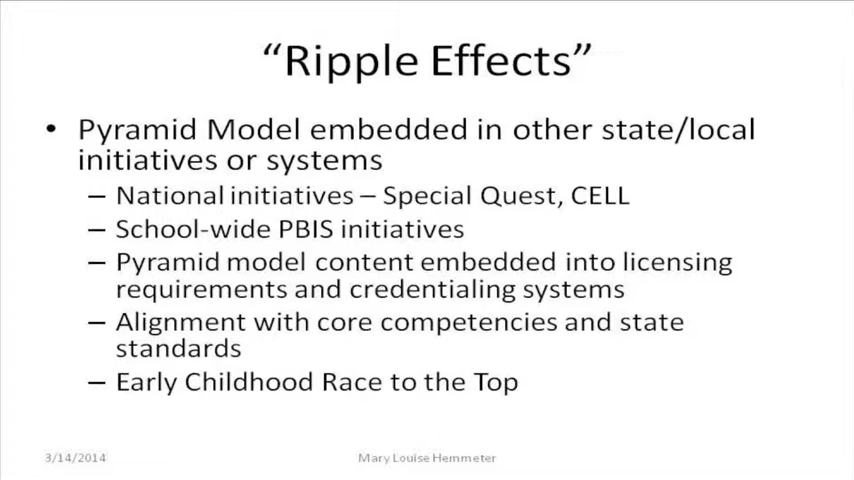 “Ripple Effects”
• Pyramid Model embedded in other state/local
initiatives or systems
– National initiatives – Special Quest, CELL
– School-wide PBIS initiatives
– Pyramid model content embedded into licensing
requirements and credentialing systems
– Alignment with core competencies and state
standards
– Early Childhood Race to the Top
3/14/2014
Mary Louise Hemmeter